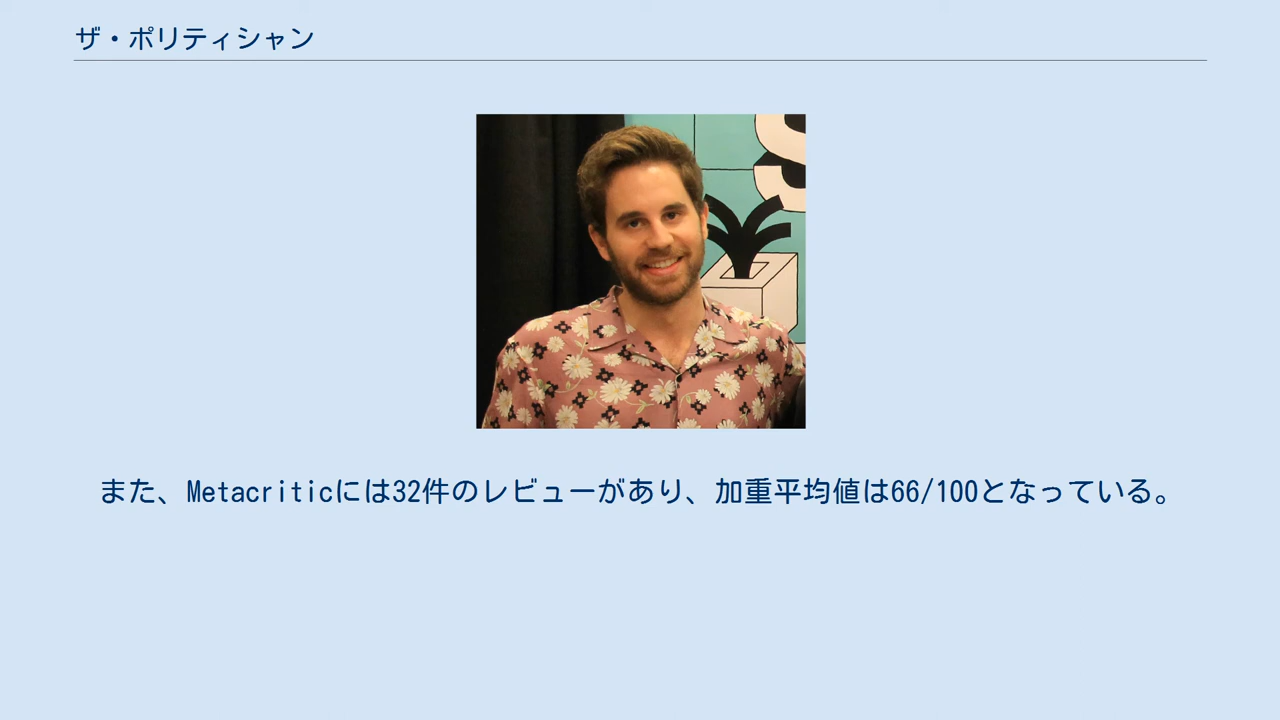 ザ・ポリティシャン
また、Metacriticには32件のレビューがあり、加重平均値は66/100となっている。